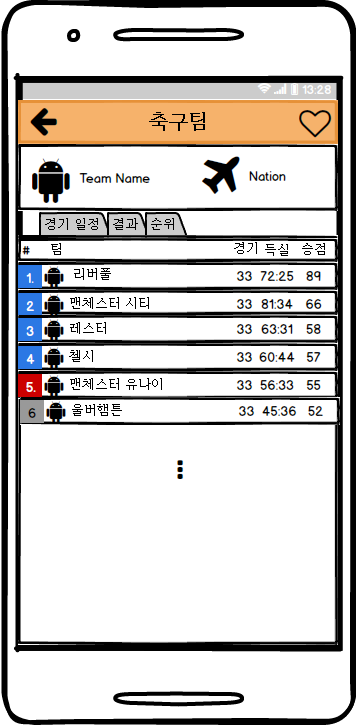 13:28
축구팀
Team Name Nation
경기 일정 결과 순위
# 팀 경기 득실 승점
1. 리버풀 33 72:25 89
2 맨체스터 시티 33 81:34 66
3 레스터 33 63:31 58
4 첼시 33 60:44 57
5. 맨체스터 유나이 33 56:33 55
6 울버햄튼 33 45:36 52